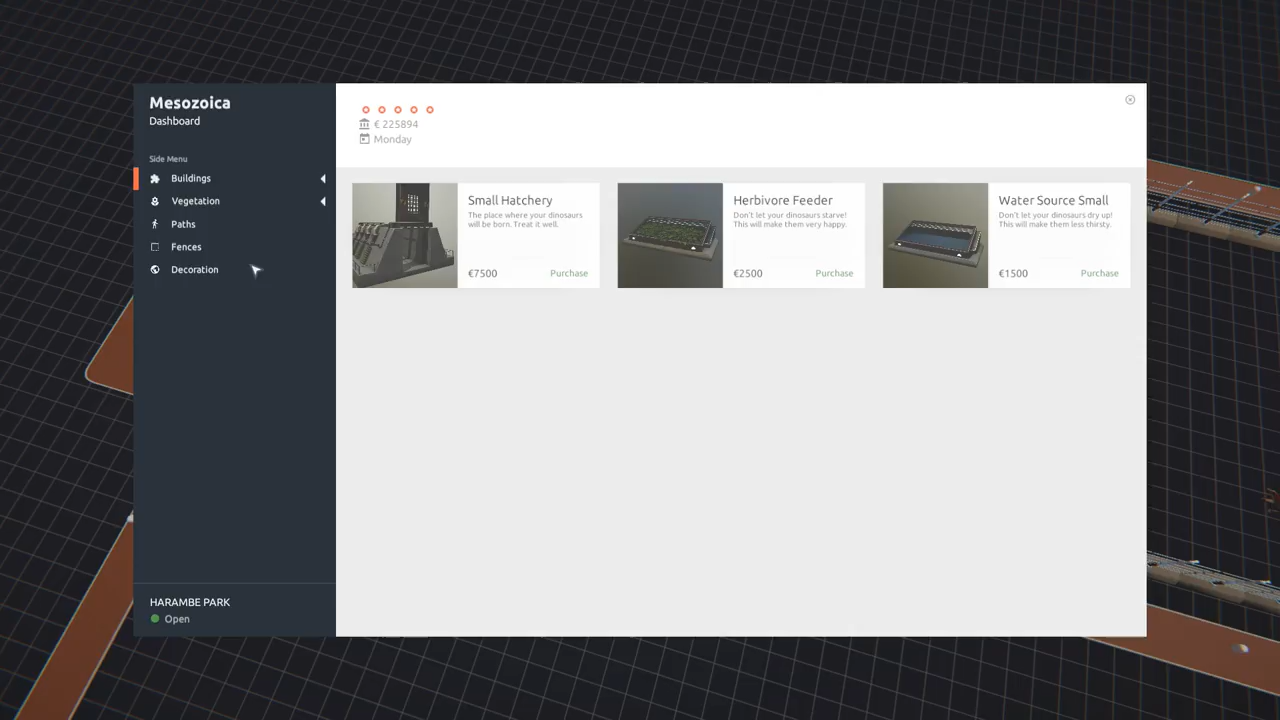 Mesozoica
Dashboard
Side Menu
Buildings
Vegetation
Paths
Fences
Decoration
HARAMBE PARK
Open
€ 225894
Monday
Small Hatchery
The place where your dinosaurs
will be born. Treat it well.
€7500 Purchase
Herbivore Feeder
Don't let your dinosaurs starve!
This will make them very happy.
€2500 Purchase
Water Source Small
Don't let your dinosaurs dry up!
This will make them less thirsty.
€1500 Purchase